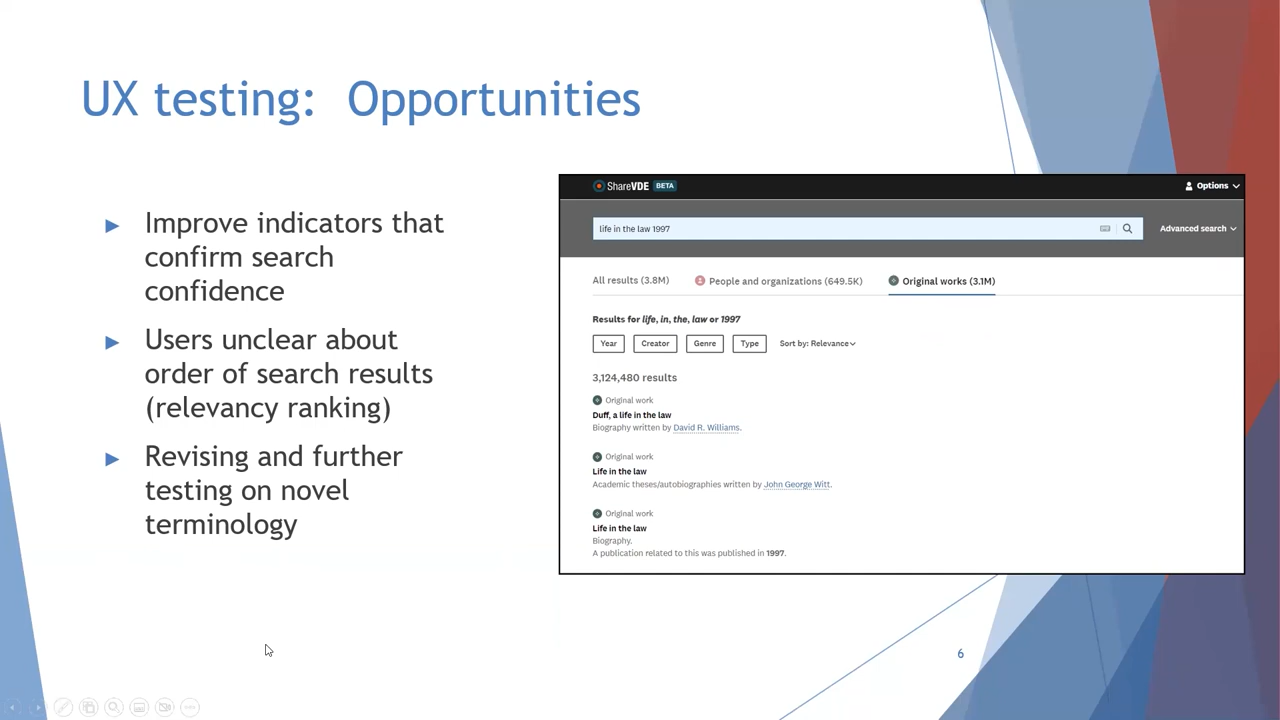 UX testing: Opportunities
► Improve indicators that
confirm search
confidence
► Users unclear about
order of search results
(relevancy ranking)
► Revising and further
testing on novel
terminology
ShareVDE BETA
Options
life in the law 1997
Advanced search
All results (3.8M) People and organizations (649.5K) Original works (3.1M)
Results for life, in, the, law or 1997
Year Creator Genre Type Sort by: Relevance
3,124,480 results
Original work
Duff, a life in the law
Biography written by David R. Williams.
Original work
Life in the law
Academic theses/autobiographies written by John George Witt.
Original work
Life in the law
Biography.
A publication related to this was published in 1997.
6